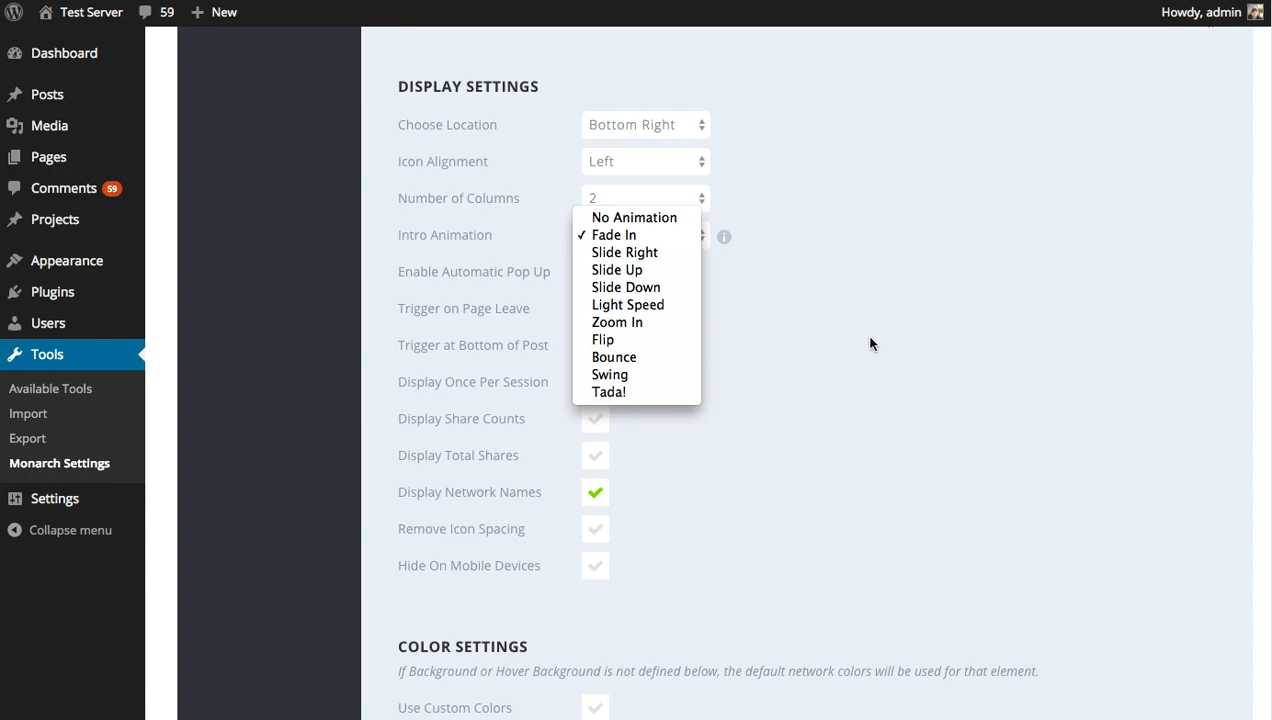 Test Server 59 New Howdy, admin
Dashboard
Posts
Media
Pages
Comments 59
Projects
Appearance
Plugins
Users
Tools
Available Tools
Import
Export
Monarch Settings
Settings
Collapse menu
DISPLAY SETTINGS
Choose Location Bottom Right
Icon Alignment Left
Number of Columns 2
Intro Animation
No Animation
✓ Fade In
Slide Right
Slide Up
Slide Down
Light Speed
Zoom In
Flip
Bounce
Swing
Tada!
Enable Automatic Pop Up
Trigger on Page Leave
Trigger at Bottom of Post
Display Once Per Session
Display Share Counts
Display Total Shares
Display Network Names
Remove Icon Spacing
Hide On Mobile Devices
COLOR SETTINGS
If Background or Hover Background is not defined below, the default network colors will be used for that element.
Use Custom Colors